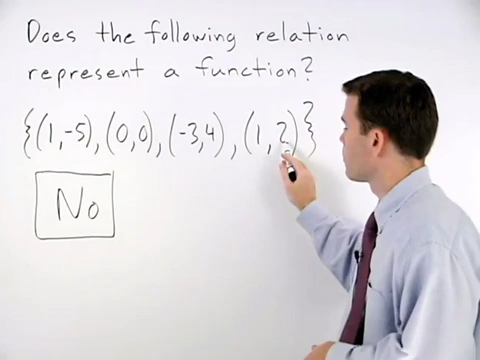 Does the following relation
represent a function?
{(1,-5), (0,0), (-3,4), (1,2)}
No